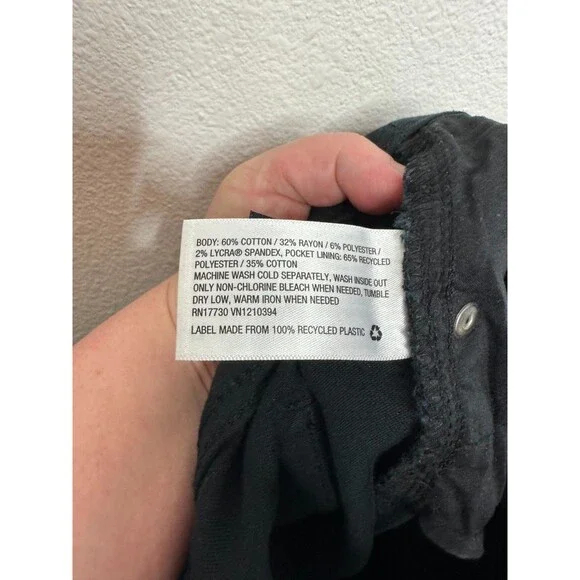 BODY: 60% COTTON / 32% RAYON / 6% POLYESTER /
2% LYCRA® SPANDEX, POCKET LINING: 65% RECYCLED
POLYESTER / 35% COTTON
MACHINE WASH COLD SEPARATELY, WASH INSIDE OUT
ONLY NON-CHLORINE BLEACH WHEN NEEDED, TUMBLE
DRY LOW, WARM IRON WHEN NEEDED
RN17730 VN1210394
LABEL MADE FROM 100% RECYCLED PLASTIC